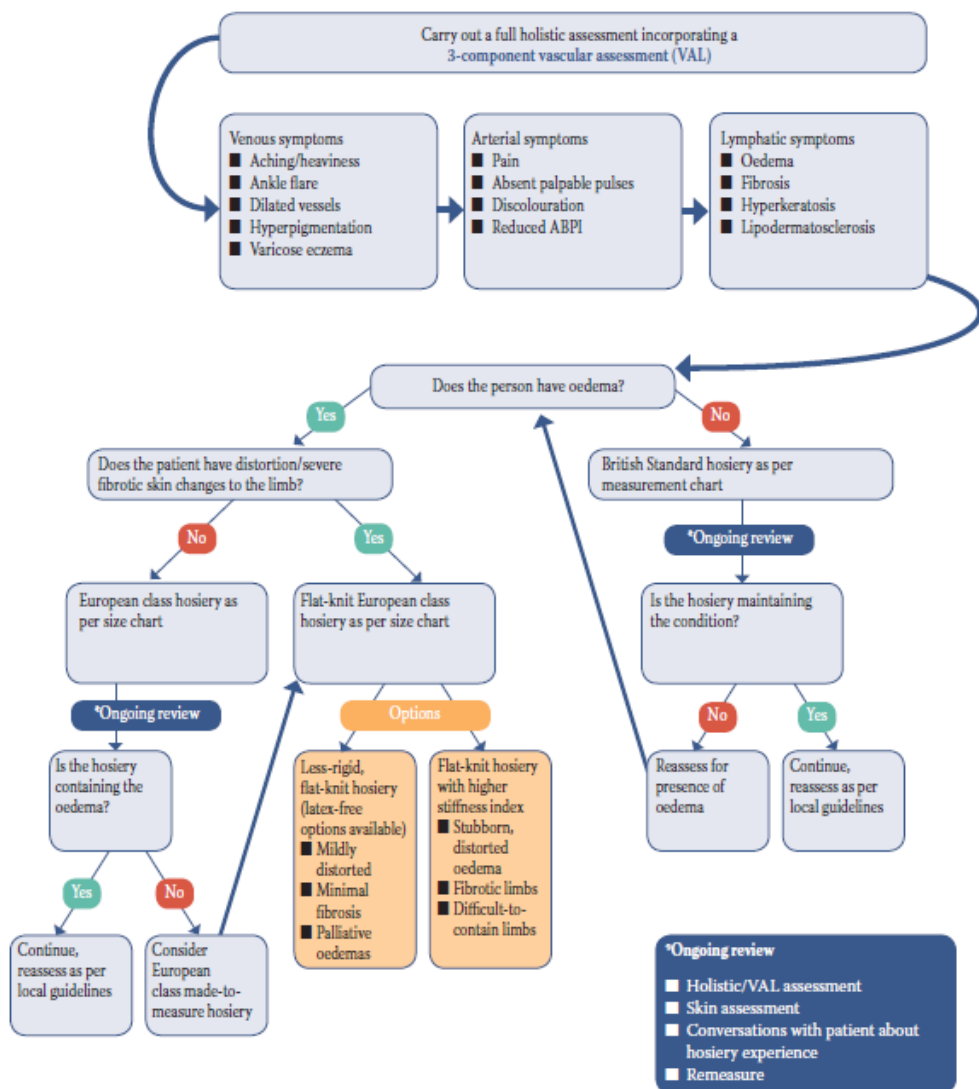 Carry out a full holistic assessment incorporating a
3-component vascular assessment (VAL)
Venous symptoms
■ Aching/heaviness
■ Ankle flare
■ Dilated vessels
■ Hyperpigmentation
■ Varicose eczema
Arterial symptoms
■ Pain
■ Absent palpable pulses
■ Discolouration
■ Reduced ABPI
Lymphatic symptoms
■ Oedema
■ Fibrosis
■ Hyperkeratosis
■ Lipodermatosclerosis
Does the person have oedema?
Yes
No
Does the patient have distortion/severe
fibrotic skin changes to the limb?
British Standard hosiery as per
measurement chart
No
Yes
*Ongoing review
European class hosiery as
per size chart
Flat-knit European class
hosiery as per size chart
Is the hosiery maintaining
the condition?
*Ongoing review
Options
No
Yes
Is the hosiery
containing the
oedema?
Less-rigid,
flat-knit hosiery
(latex-free
options available)
■ Mildly
distorted
■ Minimal
fibrosis
■ Palliative
oedemas
Flat-knit hosiery
with higher
stiffness index
■ Stubborn,
distorted
oedema
■ Fibrotic limbs
■ Difficult-to-
contain limbs
Reassess for
presence of
oedema
Continue,
reassess as per
local guidelines
Yes
No
Continue,
reassess as per
local guidelines
Consider
European
class made-to-
measure hosiery
*Ongoing review
■ Holistic/VAL assessment
■ Skin assessment
■ Conversations with patient about
hosiery experience
■ Remeasure